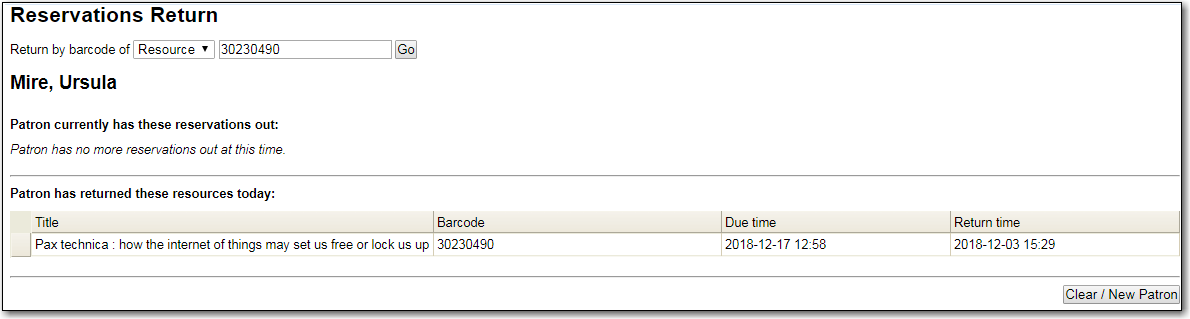 Reservations Return
Return by barcode of Resource 30230490 Go
Mire, Ursula
Patron currently has these reservations out:
Patron has no more reservations out at this time.
Patron has returned these resources today:
Title Barcode Due time Return time
Pax technica : how the internet of things may set us free or lock us up 30230490 2018-12-17 12:58 2018-12-03 15:29
Clear / New Patron